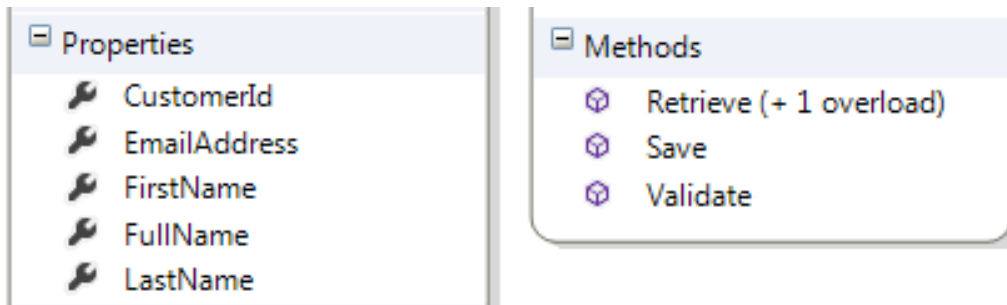 Properties
CustomerId
EmailAddress
FirstName
FullName
LastName
Methods
Retrieve (+ 1 overload)
Save
Validate